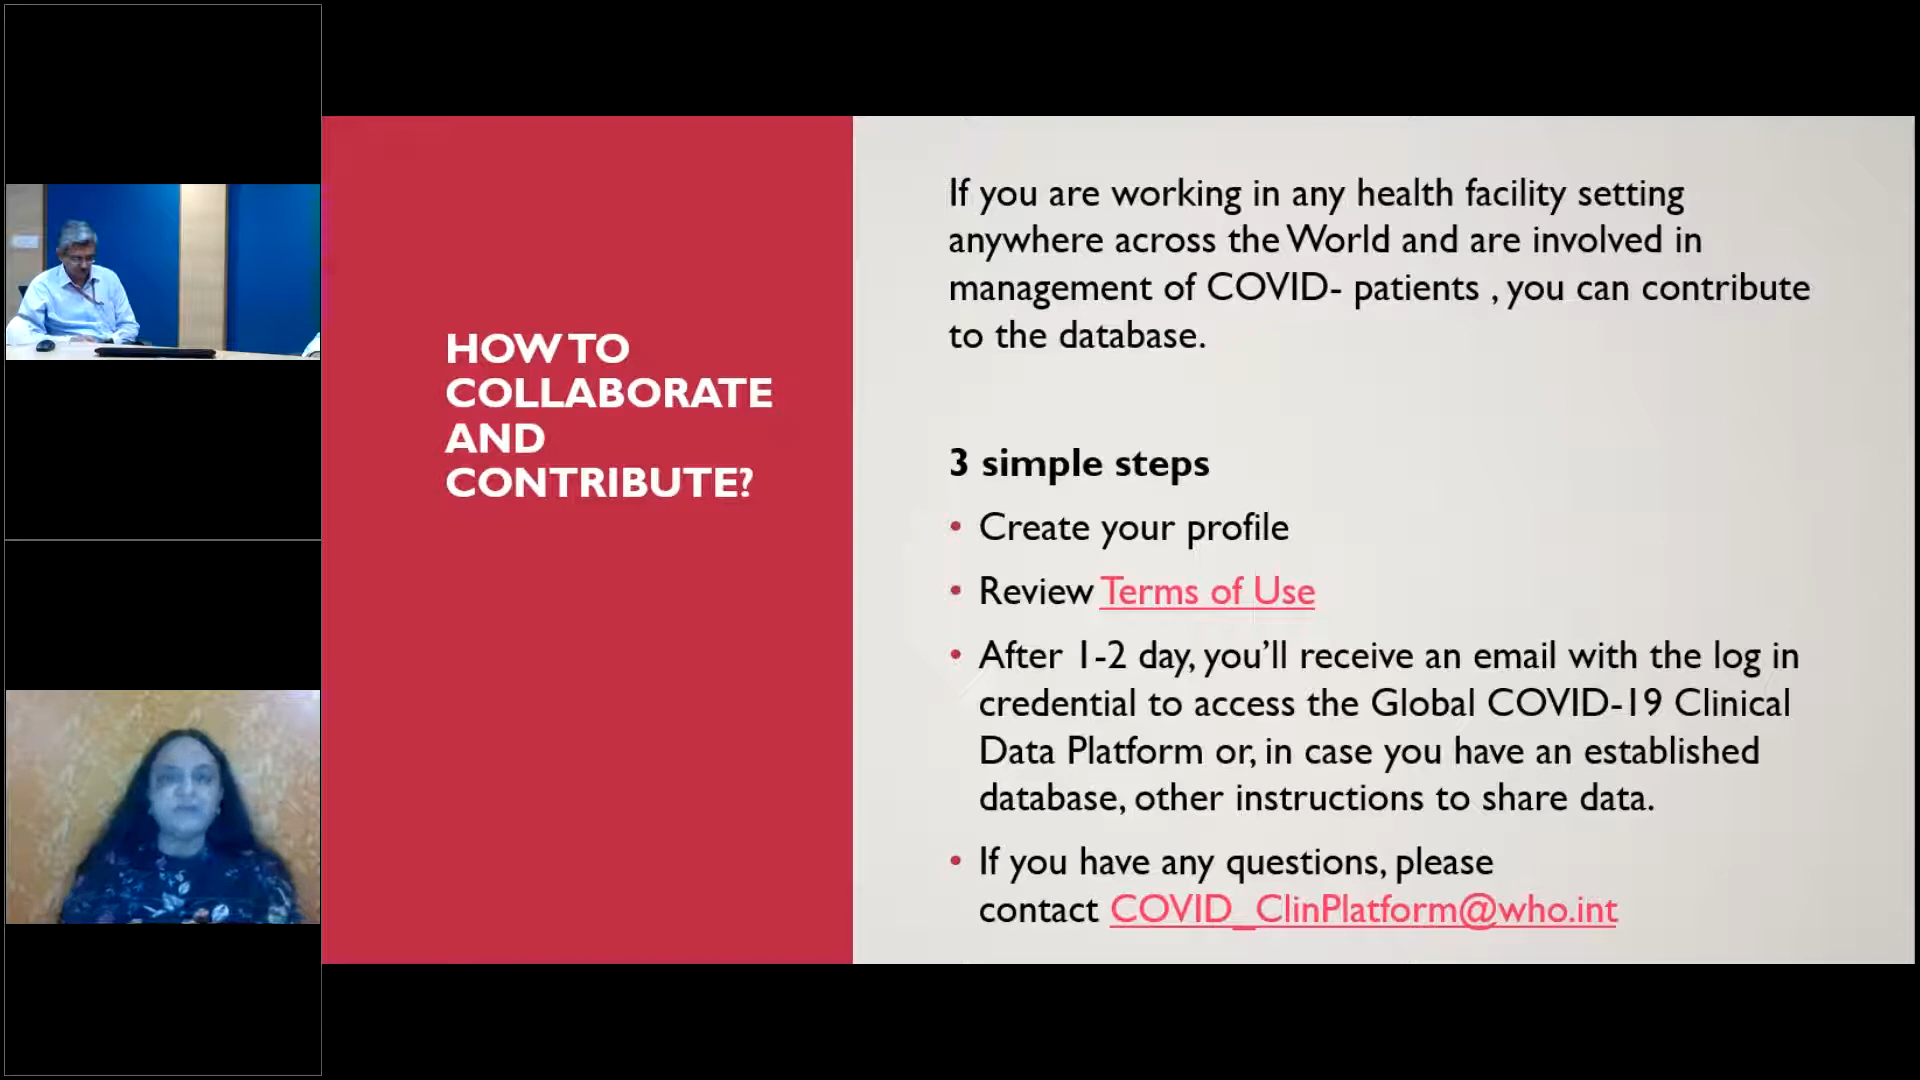 HOW TO
COLLABORATE
AND
CONTRIBUTE?
If you are working in any health facility setting
anywhere across the World and are involved in
management of COVID- patients , you can contribute
to the database.
3 simple steps
• Create your profile
• Review Terms of Use
• After 1-2 day, you’ll receive an email with the log in
credential to access the Global COVID-19 Clinical
Data Platform or, in case you have an established
database, other instructions to share data.
• If you have any questions, please
contact COVID_ClinPlatform@who.int